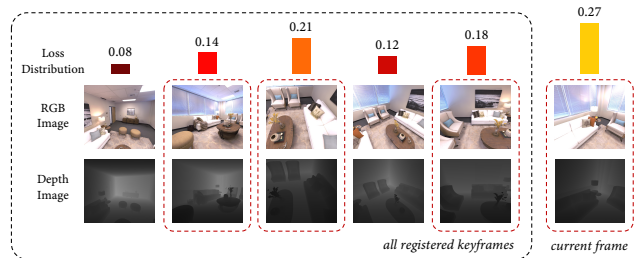 0.08
0.14
0.21
0.12
0.18
0.27
Loss
Distribution
RGB
Image
Depth
Image
all registered keyframes
current frame